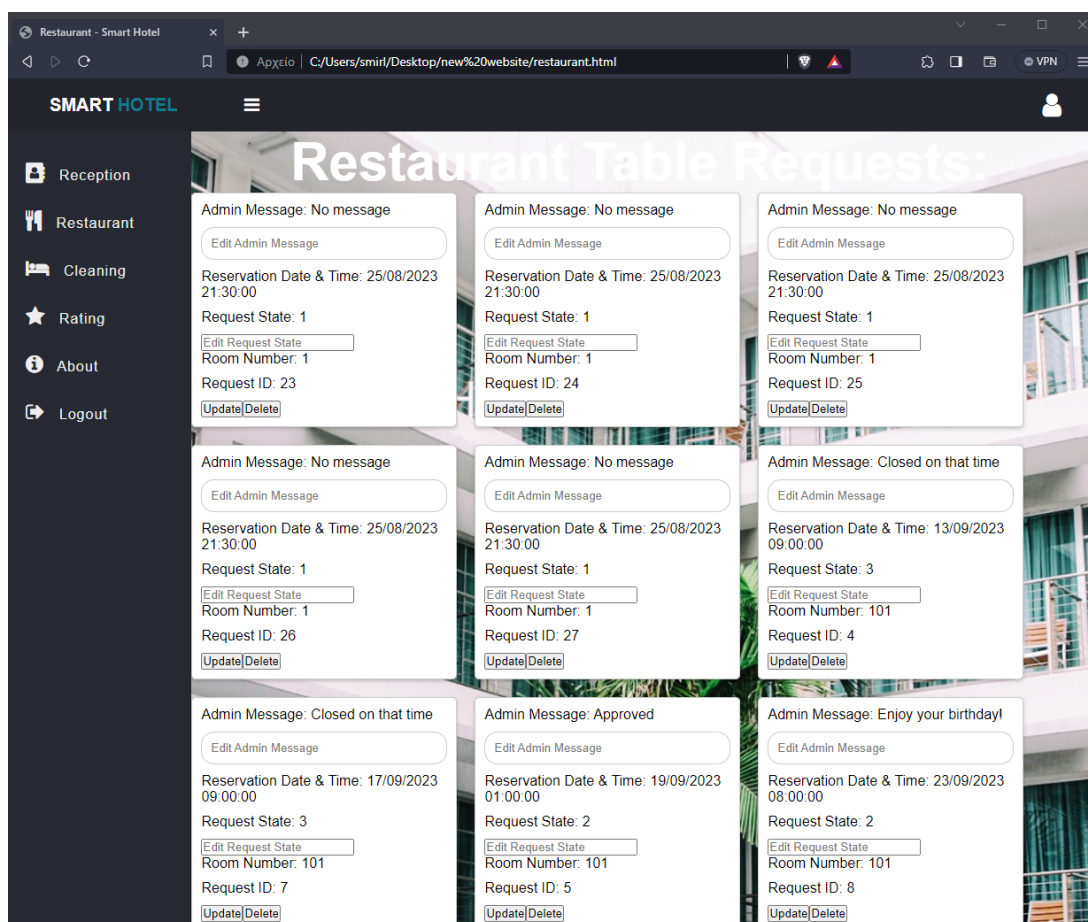 Restaurant - Smart Hotel
Αρχείο C:/Users/smirl/Desktop/new%20website/restaurant.html
VPN
SMART HOTEL
Reception
Restaurant
Cleaning
Rating
About
Logout
Restaurant Table Requests:
Admin Message: No message
Edit Admin Message
Reservation Date & Time: 25/08/2023
21:30:00
Request State: 1
Edit Request State
Room Number: 1
Request ID: 23
Update Delete
Admin Message: No message
Edit Admin Message
Reservation Date & Time: 25/08/2023
21:30:00
Request State: 1
Edit Request State
Room Number: 1
Request ID: 24
Update Delete
Admin Message: No message
Edit Admin Message
Reservation Date & Time: 25/08/2023
21:30:00
Request State: 1
Edit Request State
Room Number: 1
Request ID: 25
Update Delete
Admin Message: No message
Edit Admin Message
Reservation Date & Time: 25/08/2023
21:30:00
Request State: 1
Edit Request State
Room Number: 1
Request ID: 26
Update Delete
Admin Message: No message
Edit Admin Message
Reservation Date & Time: 25/08/2023
21:30:00
Request State: 1
Edit Request State
Room Number: 1
Request ID: 27
Update Delete
Admin Message: Closed on that time
Edit Admin Message
Reservation Date & Time: 13/09/2023
09:00:00
Request State: 3
Edit Request State
Room Number: 101
Request ID: 4
Update Delete
Admin Message: Closed on that time
Edit Admin Message
Reservation Date & Time: 17/09/2023
09:00:00
Request State: 3
Edit Request State
Room Number: 101
Request ID: 7
Update Delete
Admin Message: Approved
Edit Admin Message
Reservation Date & Time: 19/09/2023
01:00:00
Request State: 2
Edit Request State
Room Number: 101
Request ID: 5
Update Delete
Admin Message: Enjoy your birthday!
Edit Admin Message
Reservation Date & Time: 23/09/2023
08:00:00
Request State: 2
Edit Request State
Room Number: 101
Request ID: 8
Update Delete